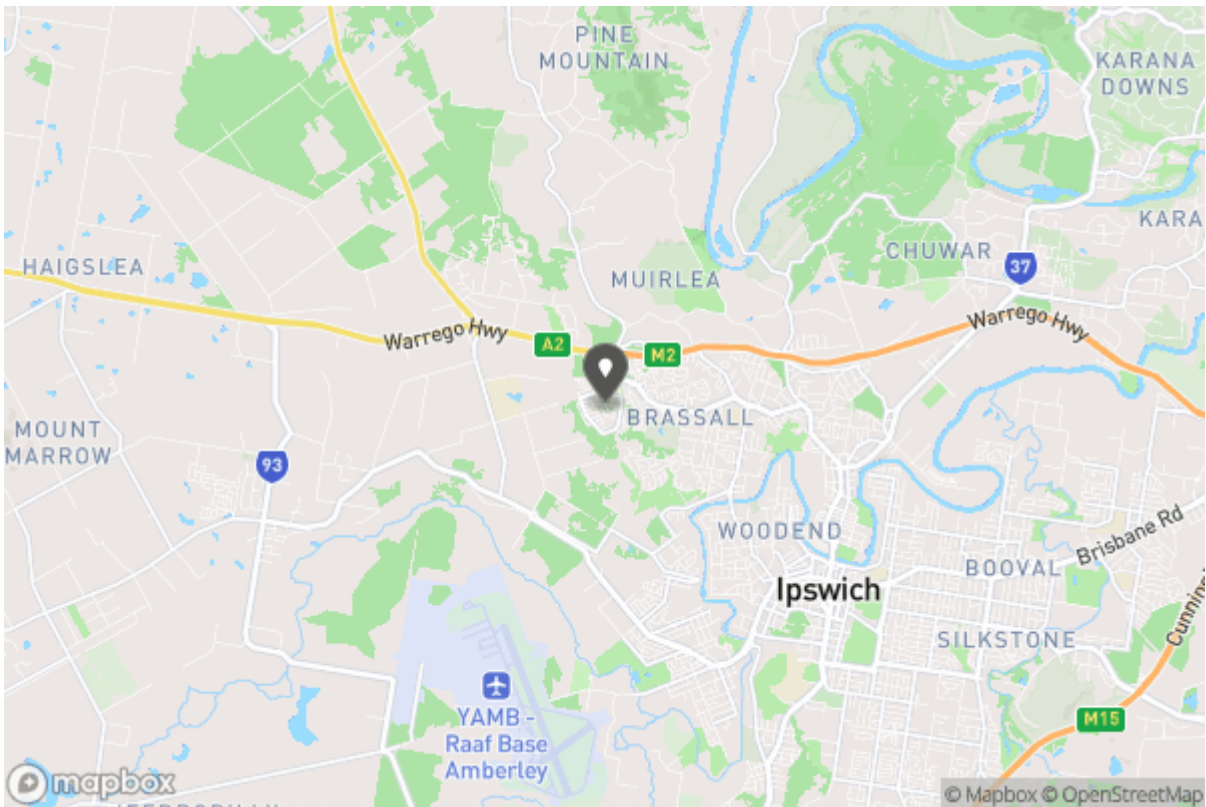 PINE
MOUNTAIN
KARANA
DOWNS
KARA
CHUWAR
37
HAIGSLEA
MUIRLEA
Warrego Hwy
Warrego Hwy
A2
M2
BRASSALL
MOUNT
MARROW
93
WOODEND
Brisbane Rd
BOOVAL
Ipswich
SILKSTONE
Cunning
YAMB -
Raaf Base
Amberley
M15
mapbox
© Mapbox © OpenStreetMap